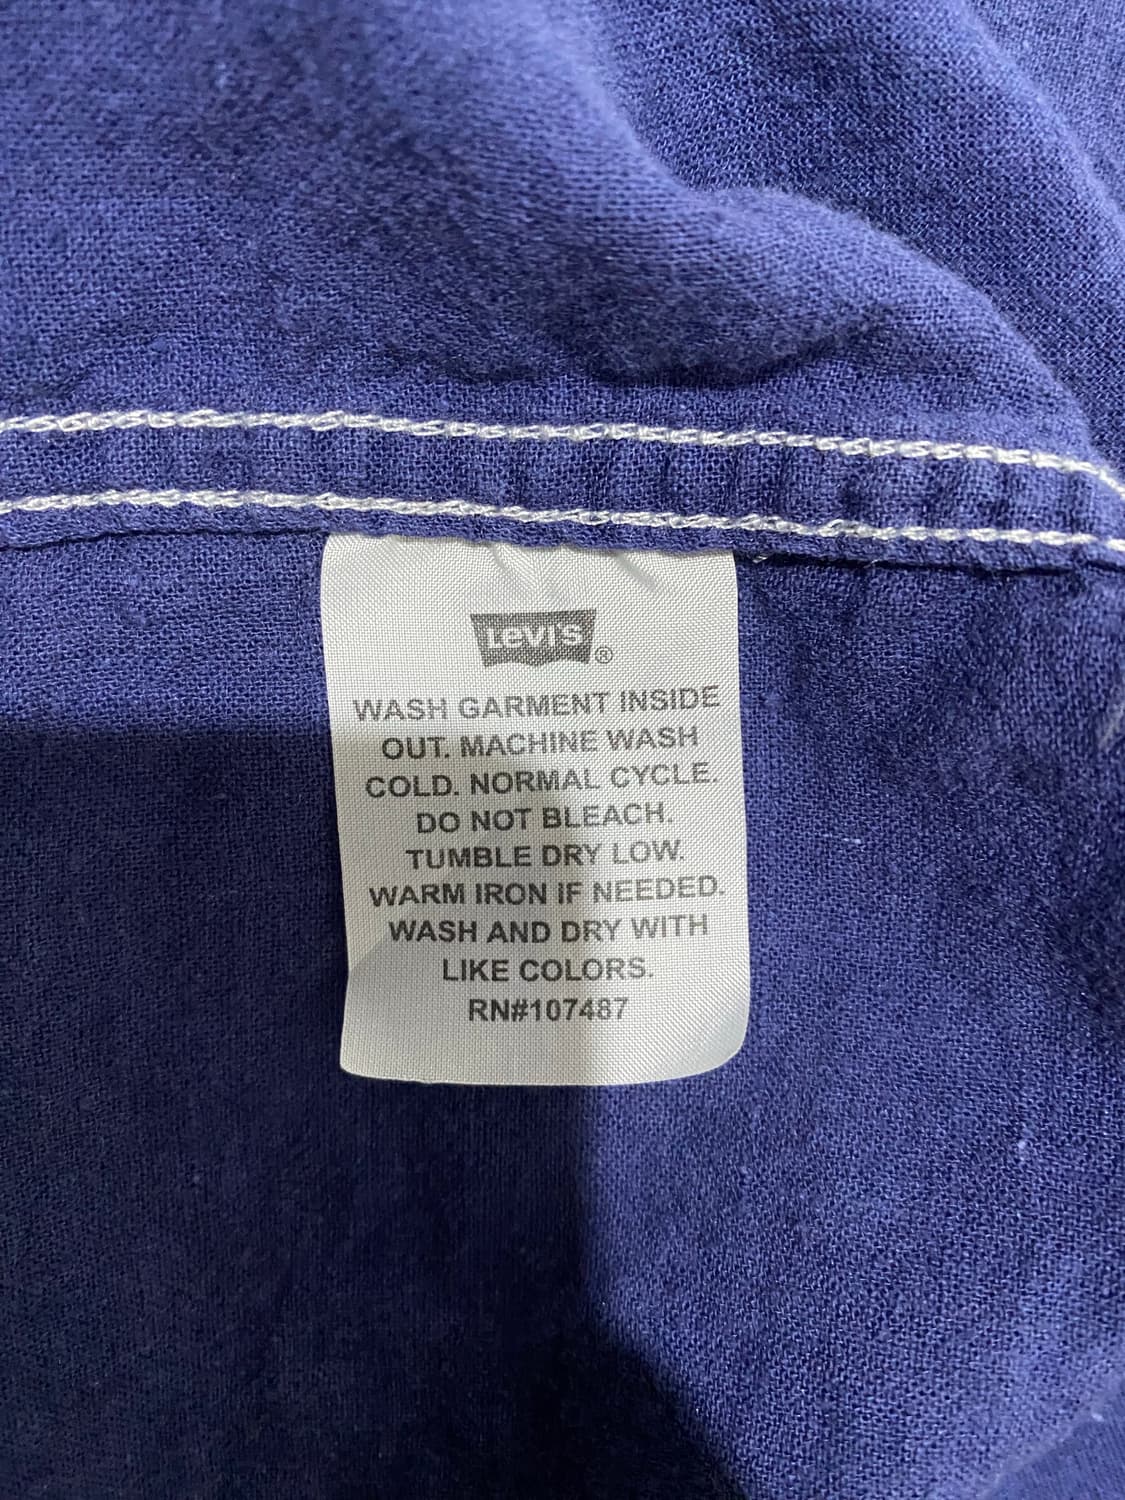 LEVI'S®
WASH GARMENT INSIDE
OUT. MACHINE WASH
COLD. NORMAL CYCLE.
DO NOT BLEACH.
TUMBLE DRY LOW.
WARM IRON IF NEEDED.
WASH AND DRY WITH
LIKE COLORS.
RN#107487